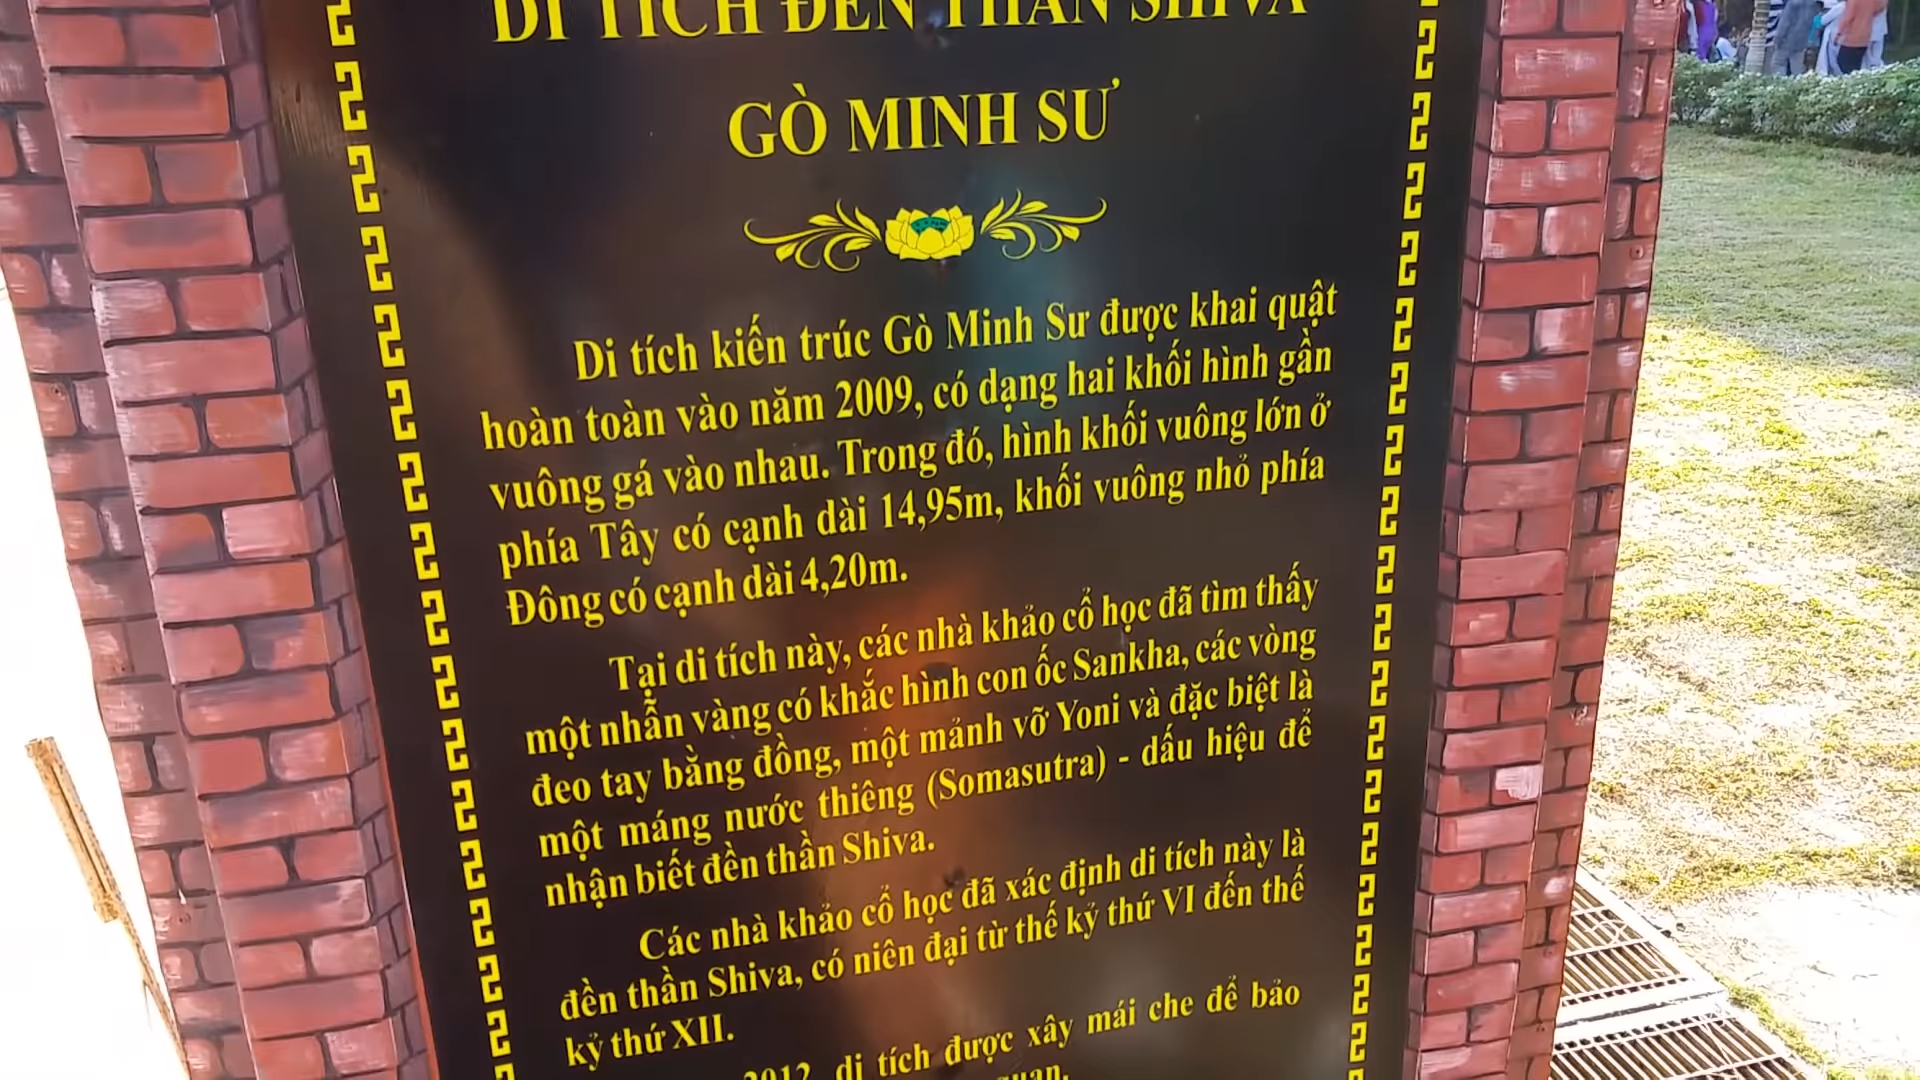 DI TÍCH ĐỀN THẦN SHIVA
GÒ MINH SƯ
Di tích kiến trúc Gò Minh Sư được khai quật
hoàn toàn vào năm 2009, có dạng hai khối hình gần
vuông gá vào nhau. Trong đó, hình khối vuông lớn ở
phía Tây có cạnh dài 14,95m, khối vuông nhỏ phía
Đông có cạnh dài 4,20m.
Tại di tích này, các nhà khảo cổ học đã tìm thấy
một nhẫn vàng có khắc hình con ốc Sankha, các vòng
đeo tay bằng đồng, một mảnh vỡ Yoni và đặc biệt là
một máng nước thiêng (Somasutra) - dấu hiệu để
nhận biết đền thần Shiva.
Các nhà khảo cổ học đã xác định di tích này là
đền thần Shiva, có niên đại từ thế kỷ thứ VI đến thế
kỷ thứ XII.
2012, di tích được xây mái che để bảo